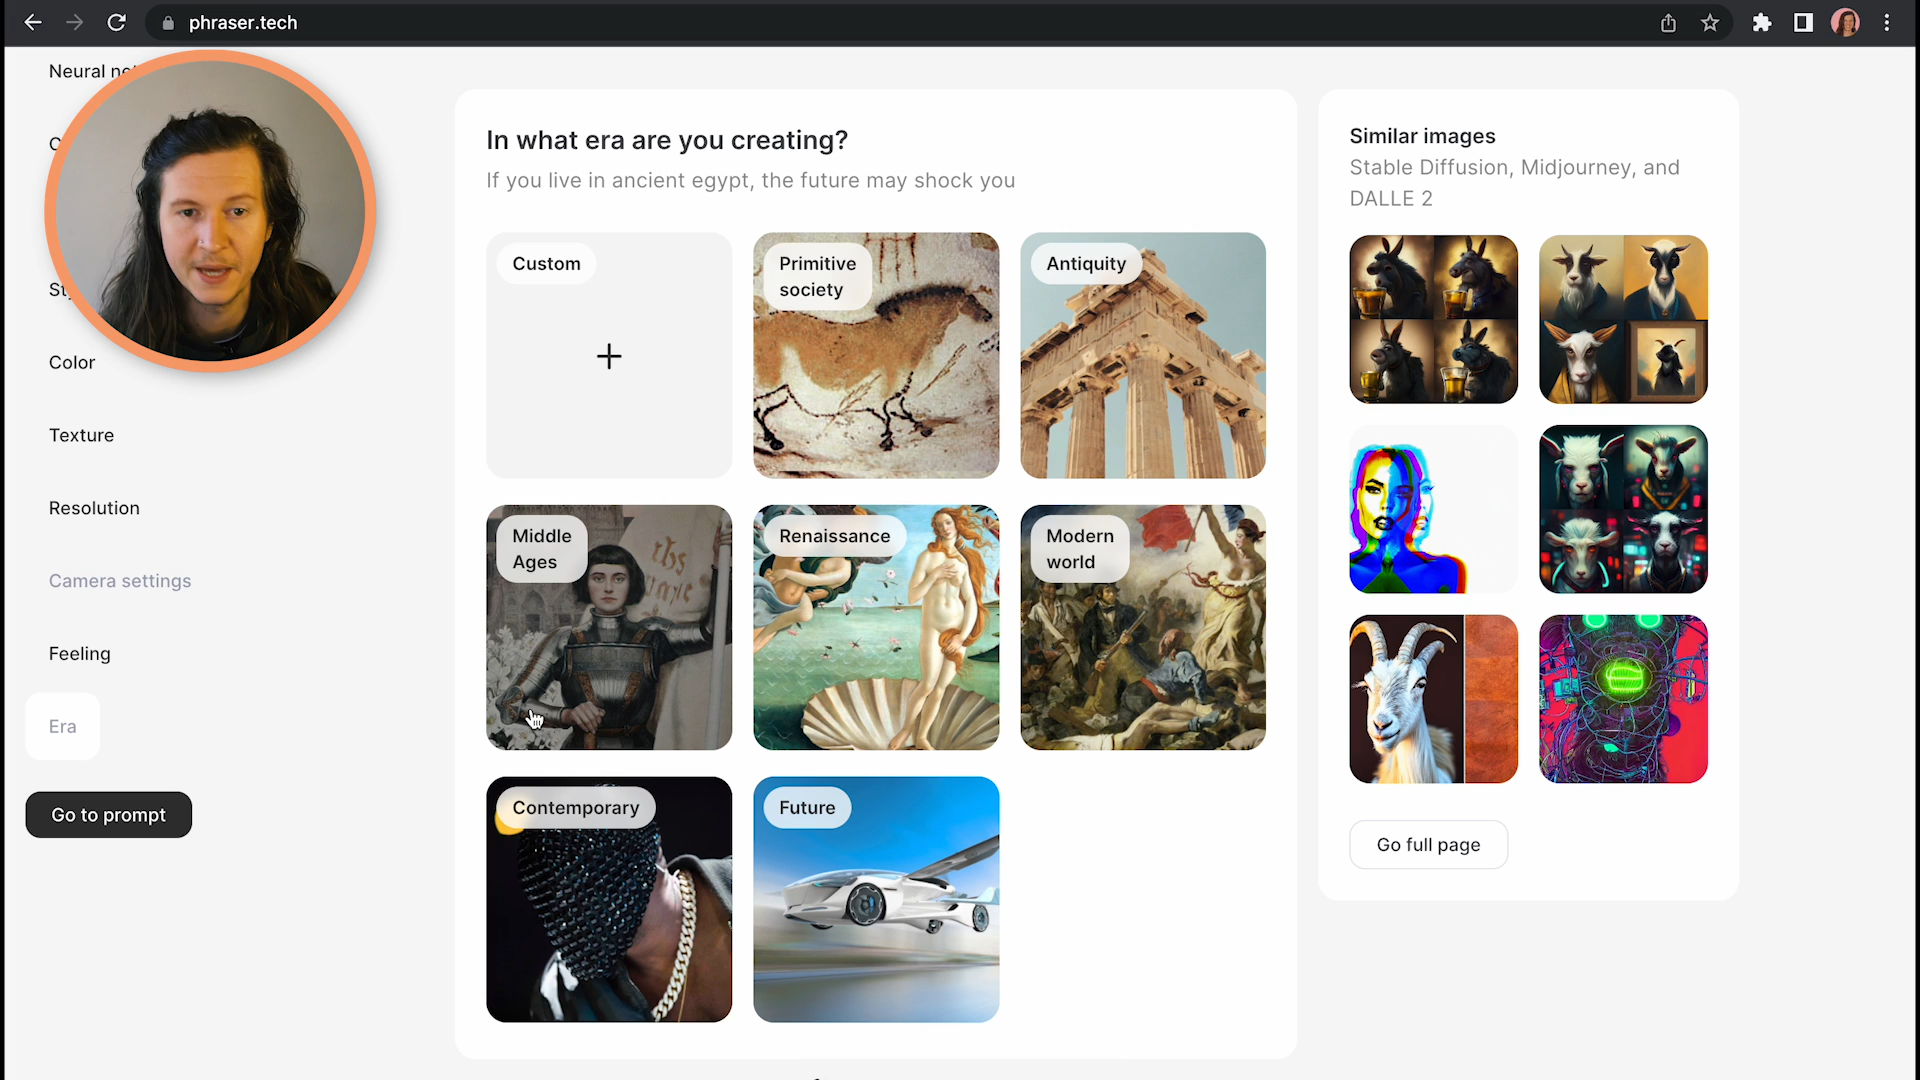 phraser.tech
Neural
Color
Texture
Resolution
Camera settings
Feeling
Era
Go to prompt
In what era are you creating?
If you live in ancient egypt, the future may shock you
Custom
Primitive
society
Antiquity
Middle
Ages
Renaissance
Modern
world
Contemporary
Future
Similar images
Stable Diffusion, Midjourney, and
DALLE 2
Go full page